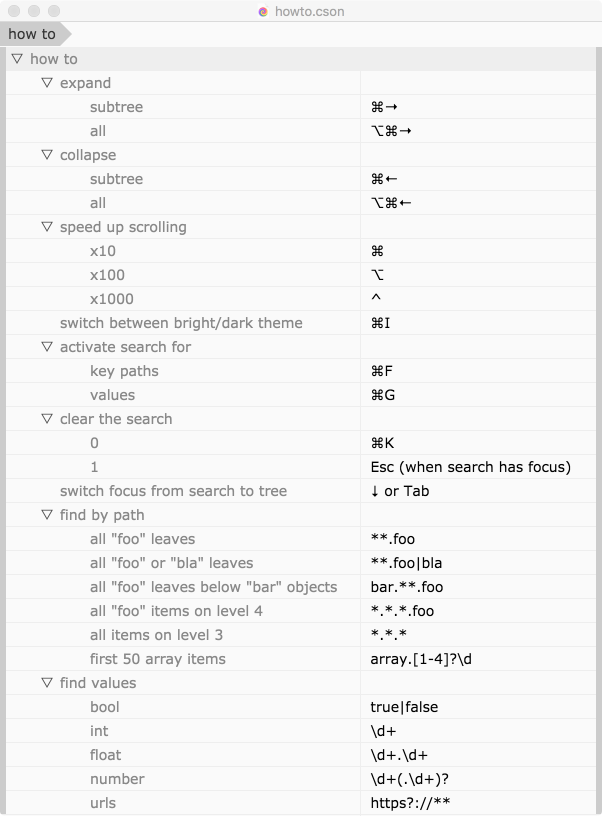 howto.cson
how to
▽ how to
▽ expand
subtree ⌘→
all ⌥⌘→
▽ collapse
subtree ⌘←
all ⌥⌘←
▽ speed up scrolling
x10 ⌘
x100 ⌥
x1000 ^
switch between bright/dark theme ⌘I
▽ activate search for
key paths ⌘F
values ⌘G
▽ clear the search
0 ⌘K
1 Esc (when search has focus)
switch focus from search to tree ↓ or Tab
▽ find by path
all "foo" leaves **.foo
all "foo" or "bla" leaves **.foo|bla
all "foo" leaves below "bar" objects bar.**.foo
all "foo" items on level 4 *.*.*.foo
all items on level 3 *.*.*
first 50 array items array.[1-4]?\d
▽ find values
bool true|false
int \d+
float \d+.\d+
number \d+(.\d+)?
urls https?://**